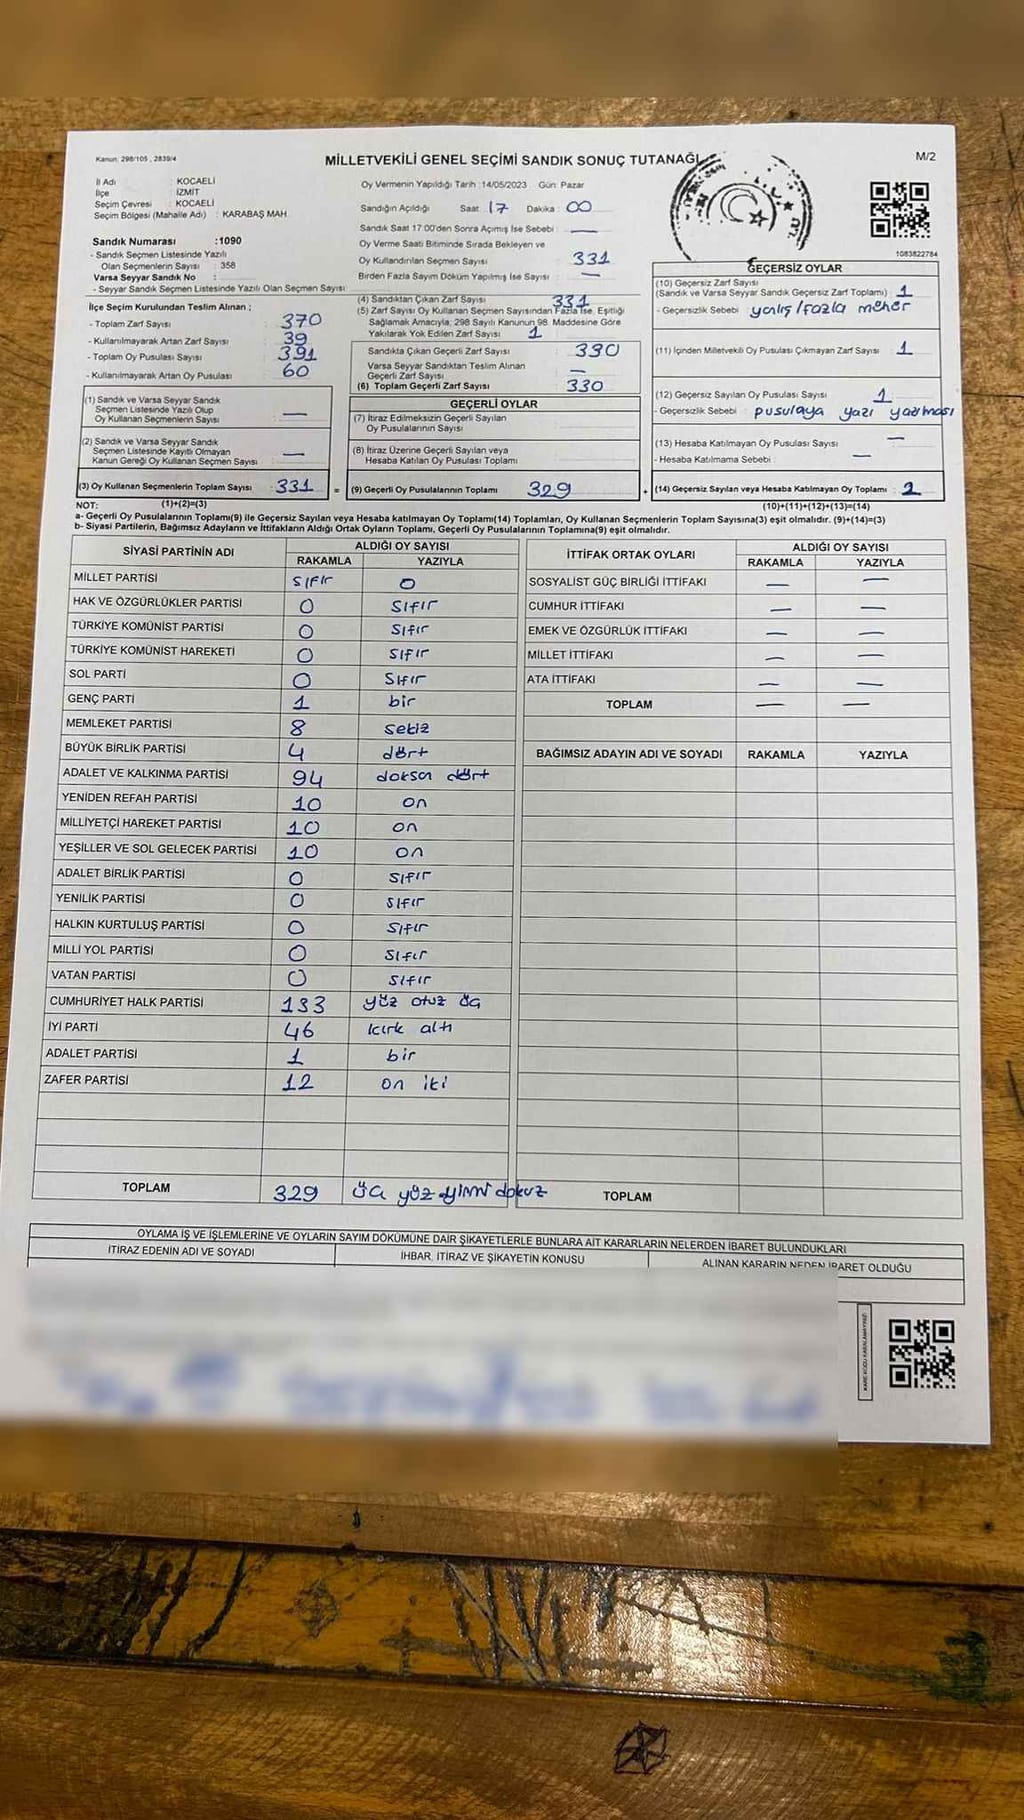 Kanun: 298/105 , 2839/4
MİLLETVEKİLİ GENEL SEÇİMİ SANDIK SONUÇ TUTANAĞI
M/2
İl Adı : KOCAELİ
İlçe : İZMİT
Seçim Çevresi : KOCAELİ
Seçim Bölgesi (Mahalle Adı) : KARABAŞ MAH.
Oy Vermenin Yapıldığı Tarih :14/05/2023 Gün: Pazar
Sandığın Açıldığı Saat: 17 Dakika : 00
Sandık Saat 17:00'den Sonra Açımış İse Sebebi : —
Oy Verme Saati Bitiminde Sırada Bekleyen ve
Oy Kullandırılan Seçmen Sayısı : 331
Birden Fazla Sayım Döküm Yapılmış İse Sayısı : —
Sandık Numarası :1090
- Sandık Seçmen Listesinde Yazılı
Olan Seçmenlerin Sayısı : 358
Varsa Seyyar Sandık No :
- Seyyar Sandık Seçmen Listesinde Yazılı Olan Seçmen Sayısı :
1083822784
İlçe Seçim Kurulundan Teslim Alınan ;
- Toplam Zarf Sayısı : 370
- Kullanılmayarak Artan Zarf Sayısı : 39
- Toplam Oy Pusulası Sayısı : 391
- Kullanılmayarak Artan Oy Pusulası : 60
(1) Sandık ve Varsa Seyyar Sandık
Seçmen Listesinde Yazılı Olup
Oy Kullanan Seçmenlerin Sayısı : —
(2) Sandık ve Varsa Seyyar Sandık
Seçmen Listesinde Kayıtlı Olmayan
Kanun Gereği Oy Kullanan Seçmen Sayısı : —
(3) Oy Kullanan Seçmenlerin Toplam Sayısı : 331
(1)+(2)=(3)
(4) Sandıktan Çıkan Zarf Sayısı : 331
(5) Zarf Sayısı Oy Kullanan Seçmen Sayısından Fazla İse, Eşitliği
Sağlamak Amacıyla, 298 Sayılı Kanunun 98. Maddesine Göre
Yakılarak Yok Edilen Zarf Sayısı : 1
Sandıkta Çıkan Geçerli Zarf Sayısı : 330
Varsa Seyyar Sandıktan Teslim Alınan
Geçerli Zarf Sayısı : —
(6) Toplam Geçerli Zarf Sayısı : 330
GEÇERLİ OYLAR
(7) İtiraz Edilmeksizin Geçerli Sayılan
Oy Pusulalarının Sayısı :
(8) İtiraz Üzerine Geçerli Sayılan veya
Hesaba Katılan Oy Pusulası Toplamı :
= (9) Geçerli Oy Pusulalarının Toplamı : 329
GEÇERSİZ OYLAR
(10) Geçersiz Zarf Sayısı
(Sandık ve Varsa Seyyar Sandık Geçersiz Zarf Toplamı) : 1
- Geçersizlik Sebebi : yanlış/fazla mühür
(11) İçinden Milletvekili Oy Pusulası Çıkmayan Zarf Sayısı : 1
(12) Geçersiz Sayılan Oy Pusulası Sayısı : 1
- Geçersizlik Sebebi : pusulaya yazı yazması
(13) Hesaba Katılmayan Oy Pusulası Sayısı : —
- Hesaba Katılmama Sebebi : —
+ (14) Geçersiz Sayılan veya Hesaba Katılmayan Oy Toplamı : 2
(10)+(11)+(12)+(13)=(14)
NOT:
a- Geçerli Oy Pusulalarının Toplamı(9) ile Geçersiz Sayılan veya Hesaba katılmayan Oy Toplamı(14) Toplamları, Oy Kullanan Seçmenlerin Toplam Sayısına(3) eşit olmalıdır. (9)+(14)=(3)
b- Siyasi Partilerin, Bağımsız Adayların ve İttifakların Aldığı Ortak Oyların Toplamı, Geçerli Oy Pusulalarının Toplamına(9) eşit olmalıdır.
SİYASİ PARTİNİN ADI ALDIĞI OY SAYISI
RAKAMLA YAZIYLA
MİLLET PARTİSİ sıfır 0
HAK VE ÖZGÜRLÜKLER PARTİSİ 0 sıfır
TÜRKİYE KOMÜNİST PARTİSİ 0 sıfır
TÜRKİYE KOMÜNİST HAREKETİ 0 sıfır
SOL PARTİ 0 sıfır
GENÇ PARTİ 1 bir
MEMLEKET PARTİSİ 8 sekiz
BÜYÜK BİRLİK PARTİSİ 4 dört
ADALET VE KALKINMA PARTİSİ 94 doksan dört
YENİDEN REFAH PARTİSİ 10 on
MİLLİYETÇİ HAREKET PARTİSİ 10 on
YEŞİLLER VE SOL GELECEK PARTİSİ 10 on
ADALET BİRLİK PARTİSİ 0 sıfır
YENİLİK PARTİSİ 0 sıfır
HALKIN KURTULUŞ PARTİSİ 0 sıfır
MİLLİ YOL PARTİSİ 0 sıfır
VATAN PARTİSİ 0 sıfır
CUMHURİYET HALK PARTİSİ 133 yüz otuz üç
İYİ PARTİ 46 kırk altı
ADALET PARTİSİ 1 bir
ZAFER PARTİSİ 12 on iki
TOPLAM 329 üç yüz yirmi dokuz
İTTİFAK ORTAK OYLARI ALDIĞI OY SAYISI
RAKAMLA YAZIYLA
SOSYALİST GÜÇ BİRLİĞİ İTTİFAKI — —
CUMHUR İTTİFAKI — —
EMEK VE ÖZGÜRLÜK İTTİFAKI — —
MİLLET İTTİFAKI — —
ATA İTTİFAKI — —
TOPLAM — —
BAĞIMSIZ ADAYIN ADI VE SOYADI RAKAMLA YAZIYLA
TOPLAM
OYLAMA İŞ VE İŞLEMLERİNE VE OYLARIN SAYIM DÖKÜMÜNE DAİR ŞİKAYETLERLE BUNLARA AİT KARARLARIN NELERDEN İBARET BULUNDUKLARI
İTİRAZ EDENİN ADI VE SOYADI İHBAR, İTİRAZ VE ŞİKAYETİN KONUSU ALINAN KARARIN NEDEN İBARET OLDUĞU
KARE KODU KARALAMAYINIZ!